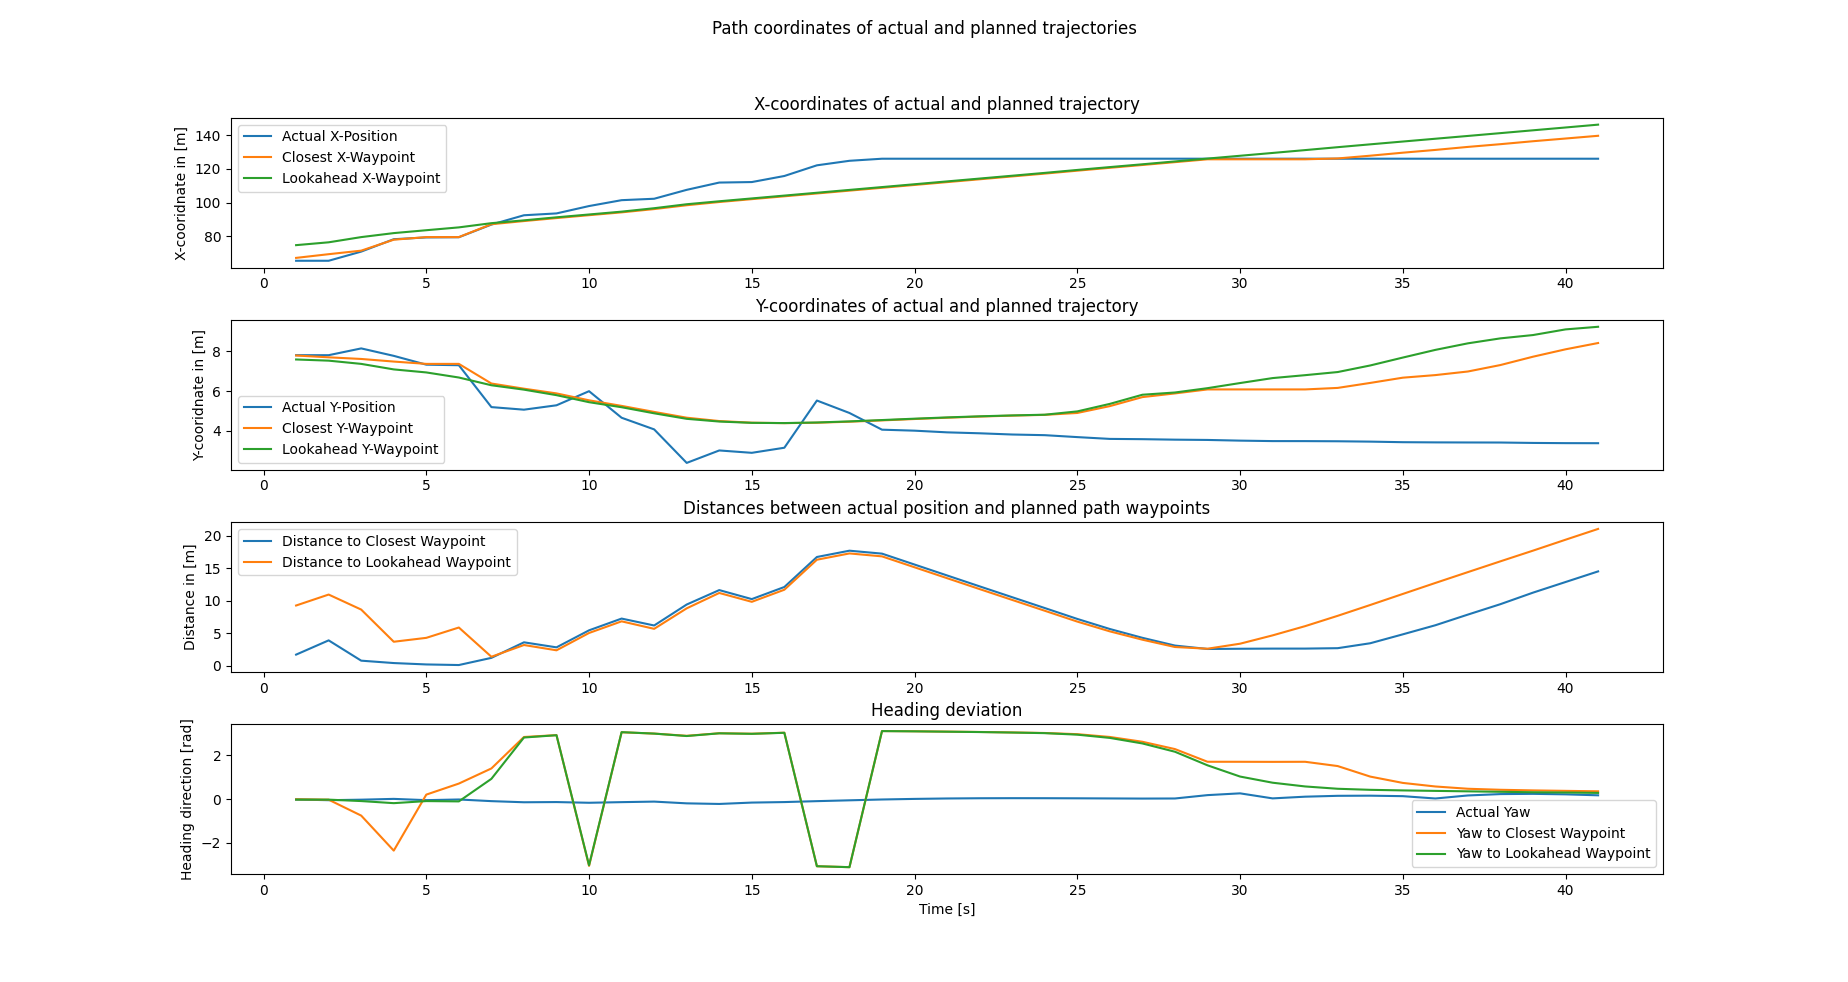 Path coordinates of actual and planned trajectories
X-coordinates of actual and planned trajectory
X-cooridnate in [m]
140
120
100
80
Actual X-Position
Closest X-Waypoint
Lookahead X-Waypoint
0 5 10 15 20 25 30 35 40
Y-coordinates of actual and planned trajectory
Y-cooridnate in [m]
8
6
4
Actual Y-Position
Closest Y-Waypoint
Lookahead Y-Waypoint
0 5 10 15 20 25 30 35 40
Distances between actual position and planned path waypoints
Distance in [m]
20
15
10
5
0
Distance to Closest Waypoint
Distance to Lookahead Waypoint
0 5 10 15 20 25 30 35 40
Heading deviation
Heading direction [rad]
2
0
−2
Actual Yaw
Yaw to Closest Waypoint
Yaw to Lookahead Waypoint
0 5 10 15 20 25 30 35 40
Time [s]